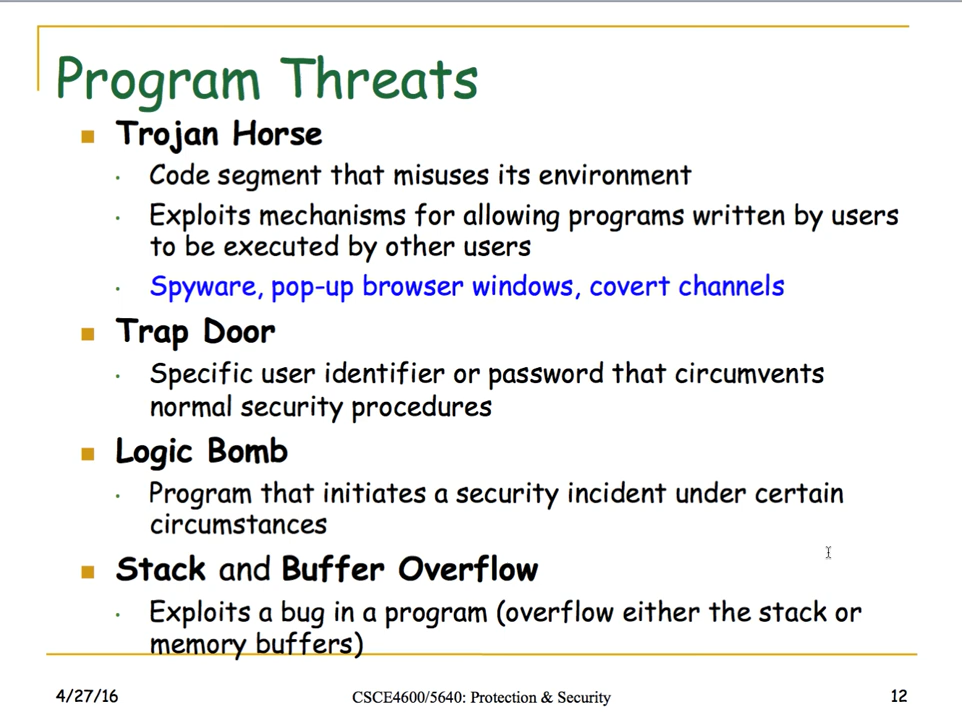 Program Threats
Trojan Horse
Code segment that misuses its environment
Exploits mechanisms for allowing programs written by users
to be executed by other users
Spyware, pop-up browser windows, covert channels
Trap Door
Specific user identifier or password that circumvents
normal security procedures
Logic Bomb
Program that initiates a security incident under certain
circumstances
Stack and Buffer Overflow
Exploits a bug in a program (overflow either the stack or
memory buffers)
4/27/16 CSCE4600/5640: Protection & Security 12